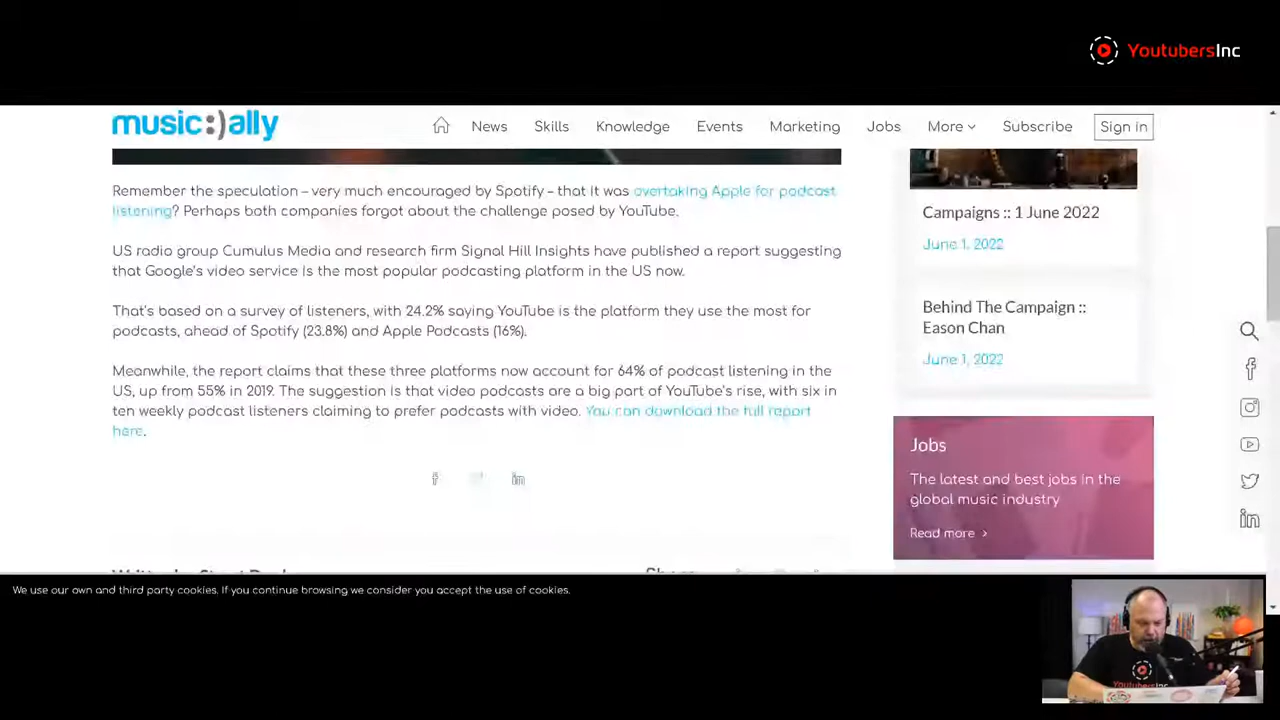 YoutubersInc
music:)ally
News Skills Knowledge Events Marketing Jobs More Subscribe Sign in
Remember the speculation – very much encouraged by Spotify – that it was overtaking Apple for podcast
listening? Perhaps both companies forgot about the challenge posed by YouTube.
US radio group Cumulus Media and research firm Signal Hill Insights have published a report suggesting
that Google's video service is the most popular podcasting platform in the US now.
That's based on a survey of listeners, with 24.2% saying YouTube is the platform they use the most for
podcasts, ahead of Spotify (23.8%) and Apple Podcasts (16%).
Meanwhile, the report claims that these three platforms now account for 64% of podcast listening in the
US, up from 55% in 2019. The suggestion is that video podcasts are a big part of YouTube's rise, with six in
ten weekly podcast listeners claiming to prefer podcasts with video. You can download the full report
here.
Campaigns :: 1 June 2022
June 1, 2022
Behind The Campaign ::
Eason Chan
June 1, 2022
Jobs
The latest and best jobs in the
global music industry
Read more >
We use our own and third party cookies. If you continue browsing we consider you accept the use of cookies.
YoutubersInc